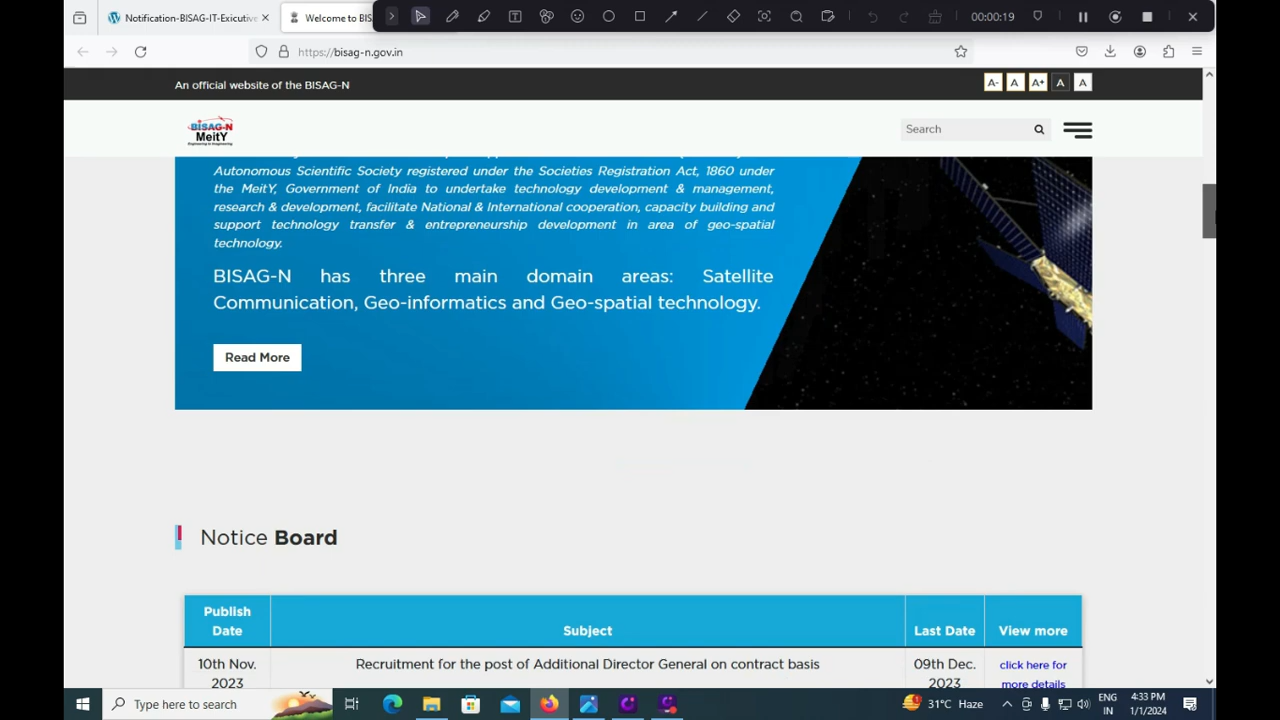 Notification-BISAG-IT-Exicutive
Welcome to BIS
00:00:19
https://bisag-n.gov.in
An official website of the BISAG-N
A- A A+ A A
BISAG-N
MeitY
Search
Autonomous Scientific Society registered under the Societies Registration Act, 1860 under
the MeitY, Government of India to undertake technology development & management,
research & development, facilitate National & International cooperation, capacity building and
support technology transfer & entrepreneurship development in area of geo-spatial
technology.
BISAG-N has three main domain areas: Satellite
Communication, Geo-informatics and Geo-spatial technology.
Read More
Notice Board
Publish Date Subject Last Date View more
10th Nov. 2023 Recruitment for the post of Additional Director General on contract basis 09th Dec. 2023 click here for more details
Type here to search
31°C Haze
ENG
IN
4:33 PM
1/1/2024